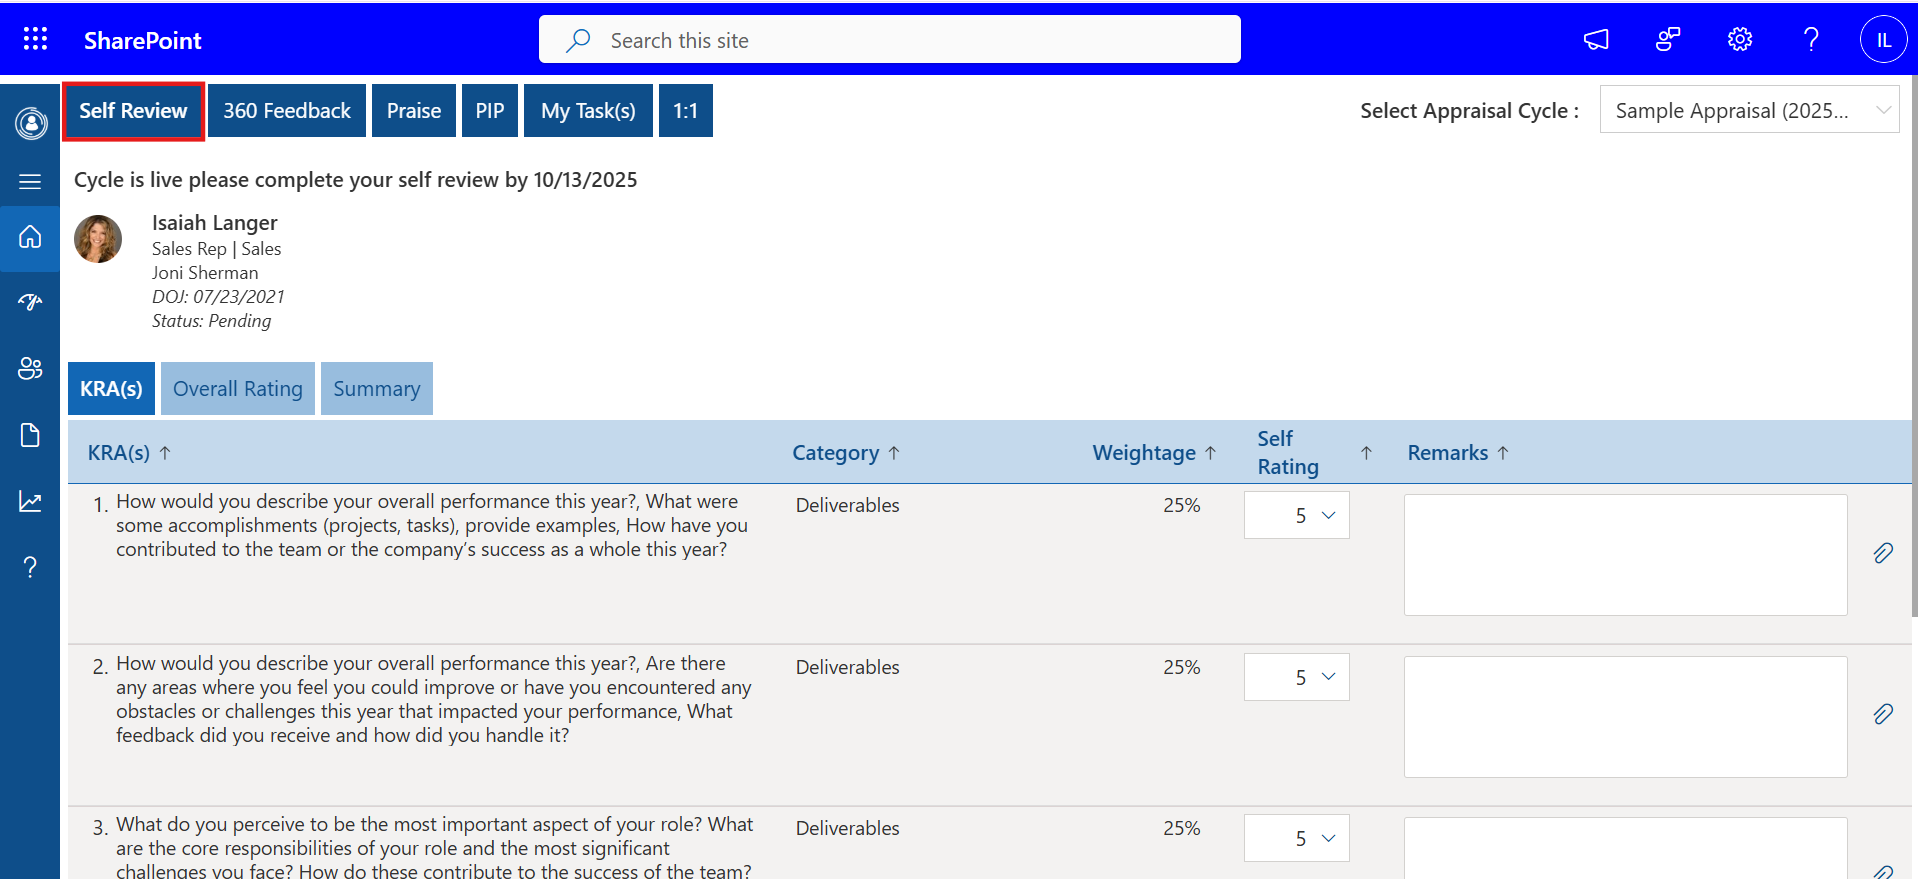 SharePoint
Search this site
IL
Self Review
360 Feedback
Praise
PIP
My Task(s)
1:1
Select Appraisal Cycle :
Sample Appraisal (2025...
Cycle is live please complete your self review by 10/13/2025
Isaiah Langer
Sales Rep | Sales
Joni Sherman
DOJ: 07/23/2021
Status: Pending
KRA(s)
Overall Rating
Summary
KRA(s) ↑
Category ↑
Weightage ↑
Self
Rating ↑
Remarks ↑
1. How would you describe your overall performance this year?, What were
some accomplishments (projects, tasks), provide examples, How have you
contributed to the team or the company’s success as a whole this year?
Deliverables
25%
5
2. How would you describe your overall performance this year?, Are there
any areas where you feel you could improve or have you encountered any
obstacles or challenges this year that impacted your performance, What
feedback did you receive and how did you handle it?
Deliverables
25%
5
3. What do you perceive to be the most important aspect of your role? What
are the core responsibilities of your role and the most significant
challenges you face? How do these contribute to the success of the team?
Deliverables
25%
5